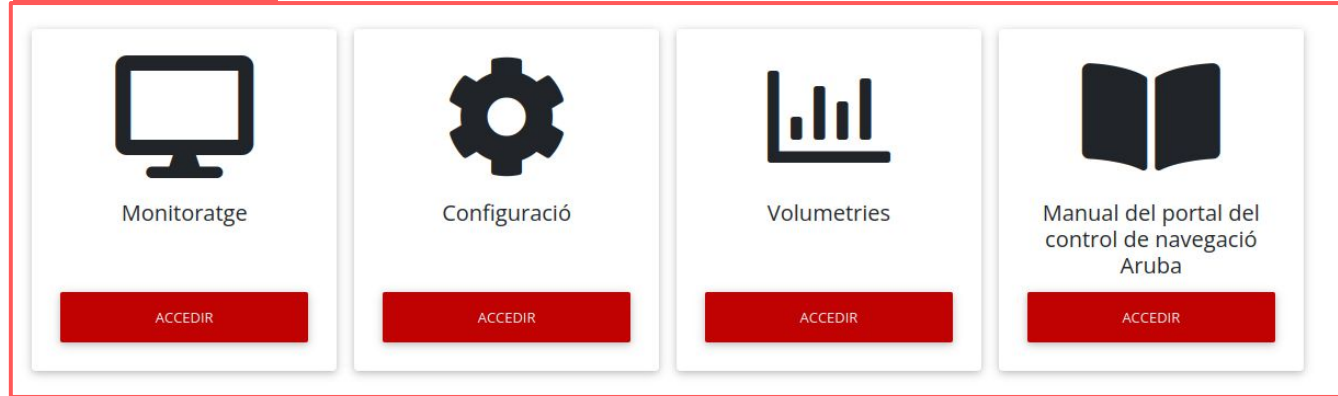 Monitoratge
Configuració
Volumetries
Manual del portal del
control de navegació
Aruba
ACCEDIR
ACCEDIR
ACCEDIR
ACCEDIR